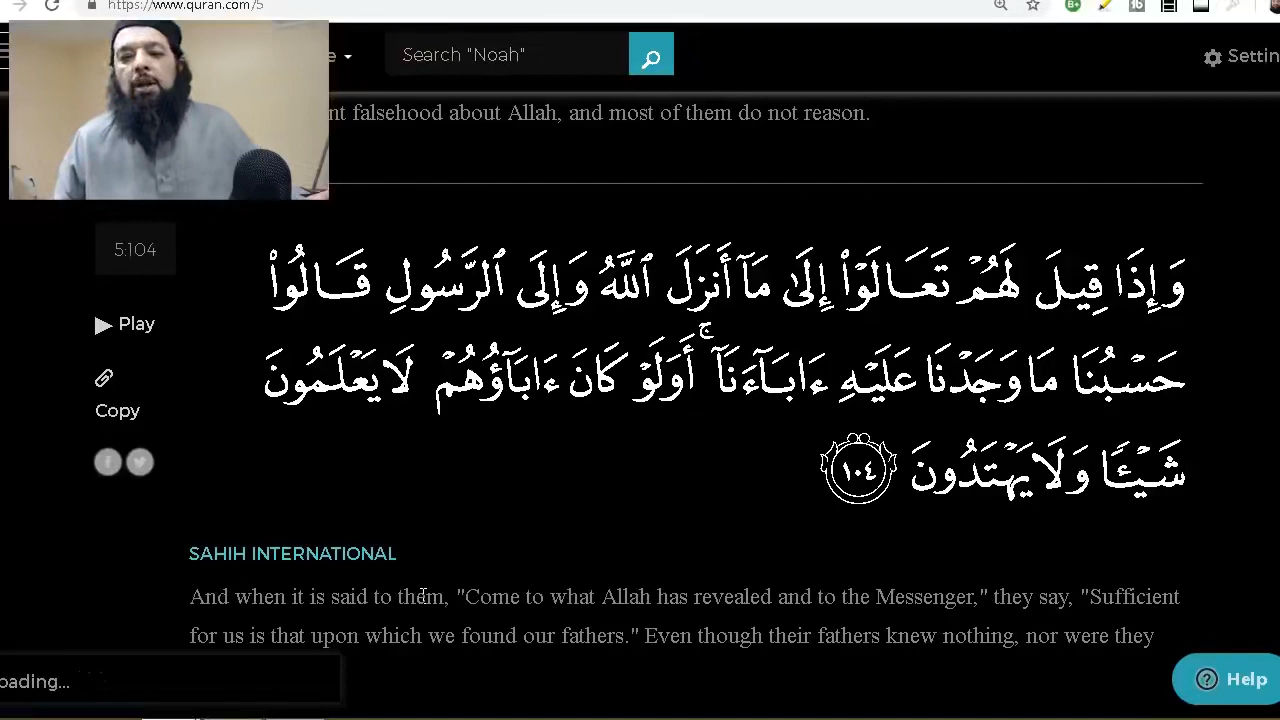 https://www.quran.com/5
e
Search "Noah"
Settin
nt falsehood about Allah, and most of them do not reason.
5:104
وَإِذَا قِيلَ لَهُمْ تَعَالَوْا۟ إِلَىٰ مَآ أَنزَلَ ٱللَّهُ وَإِلَى ٱلرَّسُولِ قَالُوا۟
Play
حَسْبُنَا مَا وَجَدْنَا عَلَيْهِ ءَابَآءَنَآ ۚ أَوَلَوْ كَانَ ءَابَآؤُهُمْ لَا يَعْلَمُونَ
Copy
شَيْـًٔا وَلَا يَهْتَدُونَ ١٠٤
SAHIH INTERNATIONAL
And when it is said to them, "Come to what Allah has revealed and to the Messenger," they say, "Sufficient
for us is that upon which we found our fathers." Even though their fathers knew nothing, nor were they
oading...
Help